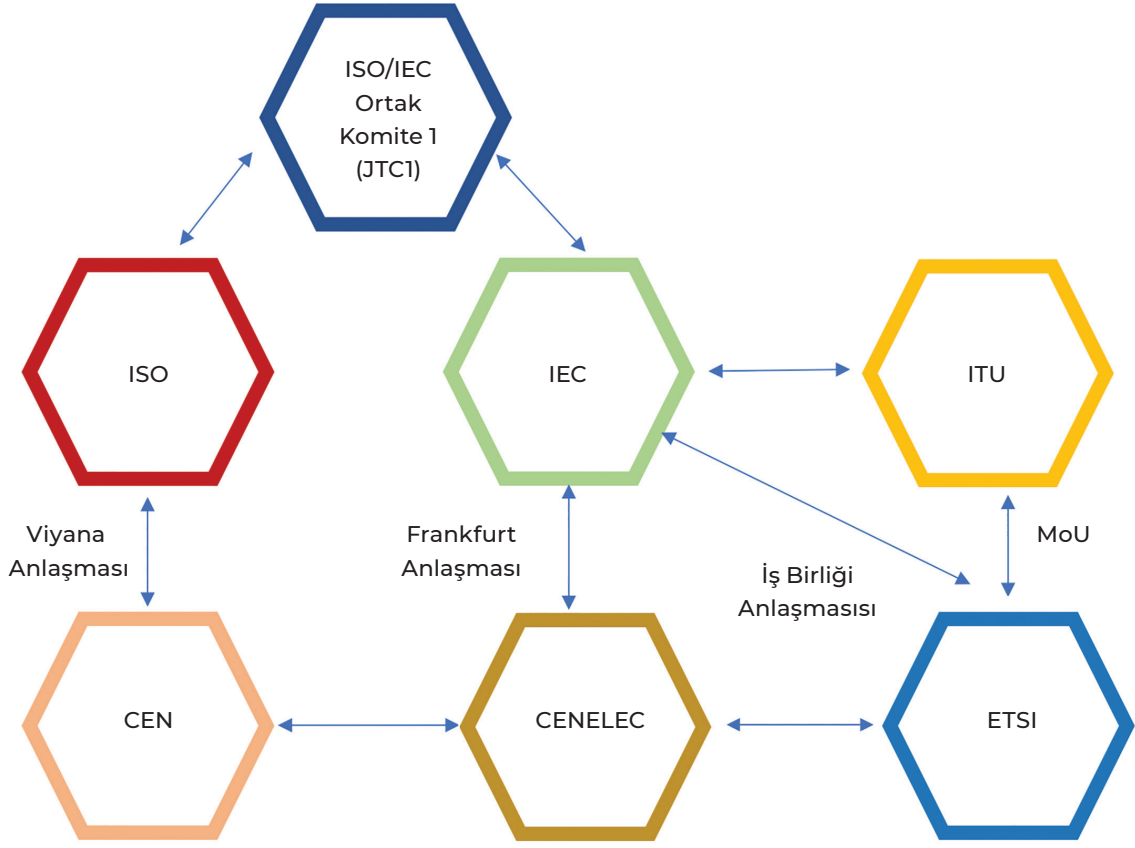 ISO/IEC
Ortak
Komite 1
(JTC1)
ISO
IEC
ITU
Viyana
Anlaşması
Frankfurt
Anlaşması
İş Birliği
Anlaşmasısı
MoU
CEN
CENELEC
ETSI